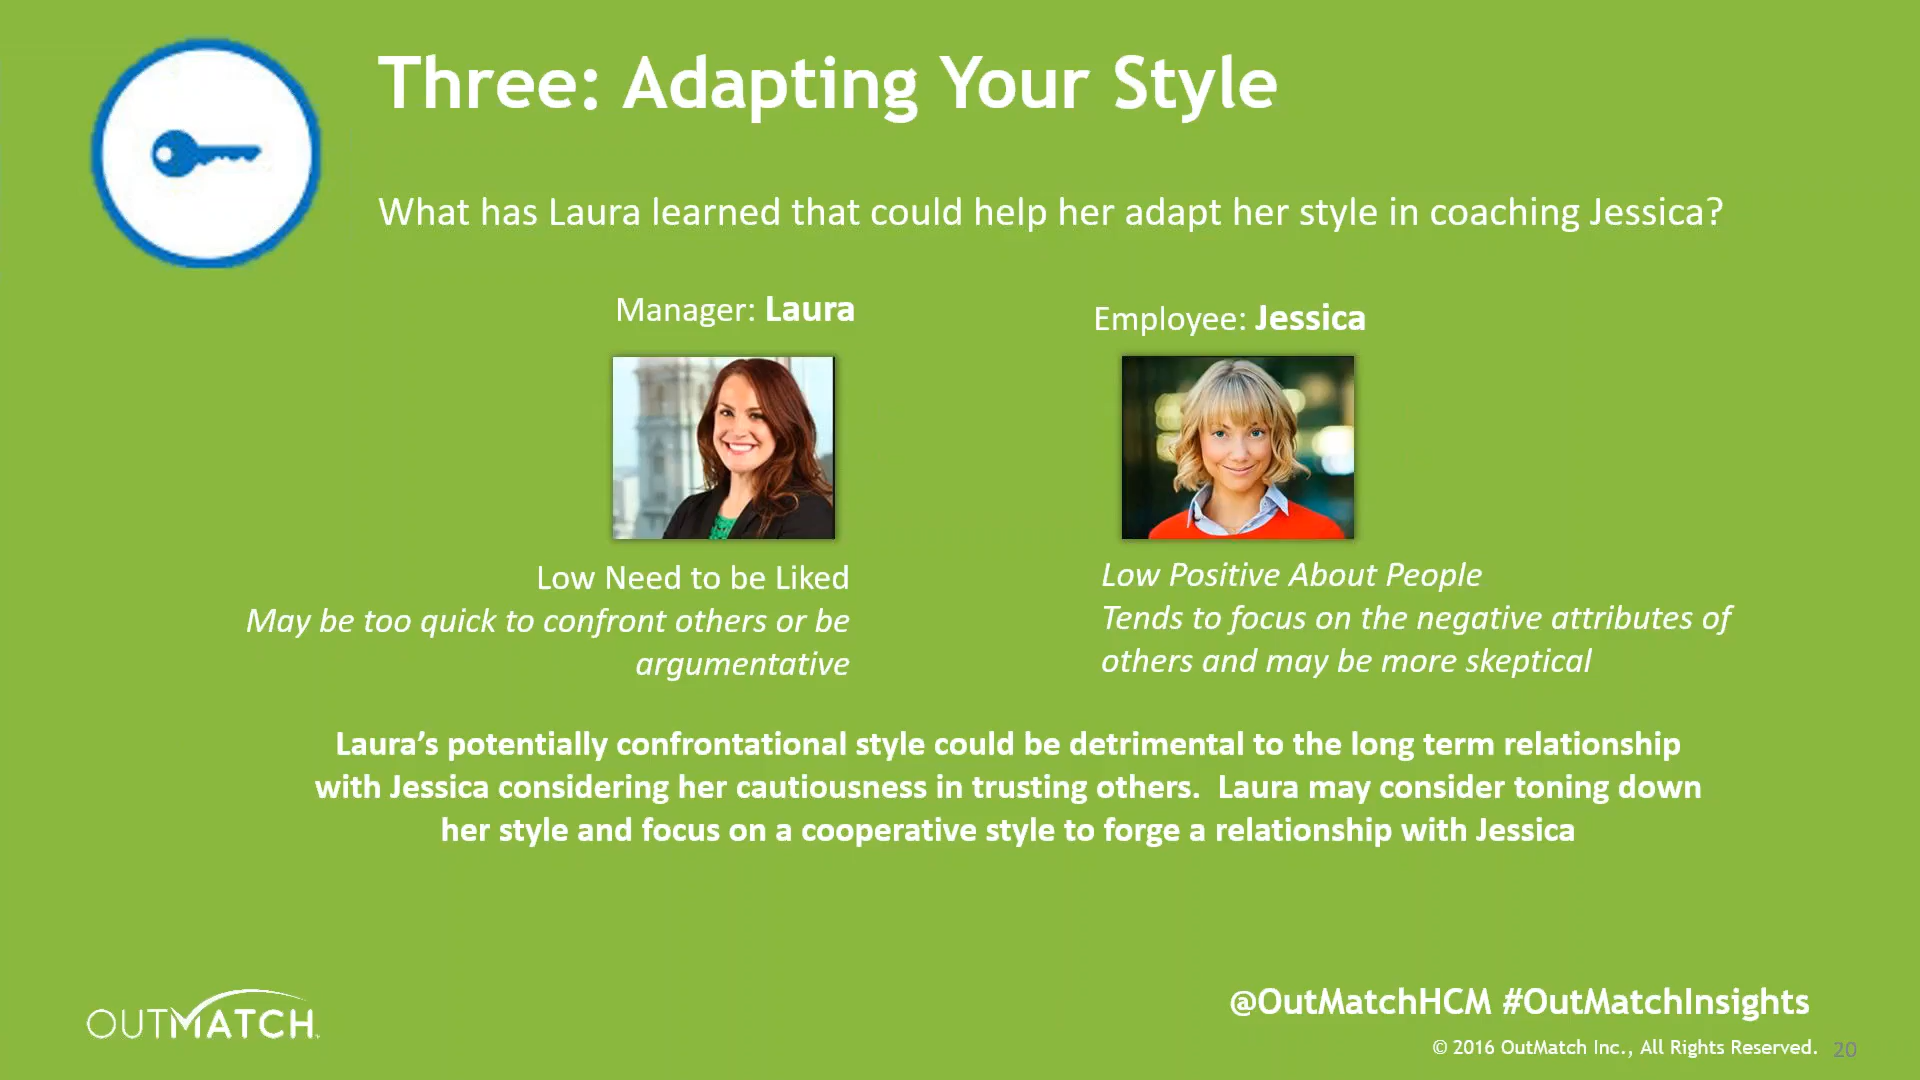 Three: Adapting Your Style
What has Laura learned that could help her adapt her style in coaching Jessica?
Manager: Laura
Employee: Jessica
Low Need to be Liked
May be too quick to confront others or be
argumentative
Low Positive About People
Tends to focus on the negative attributes of
others and may be more skeptical
Laura’s potentially confrontational style could be detrimental to the long term relationship
with Jessica considering her cautiousness in trusting others.  Laura may consider toning down
her style and focus on a cooperative style to forge a relationship with Jessica
OUTMATCH
@OutMatchHCM #OutMatchInsights
© 2016 OutMatch Inc., All Rights Reserved. 20